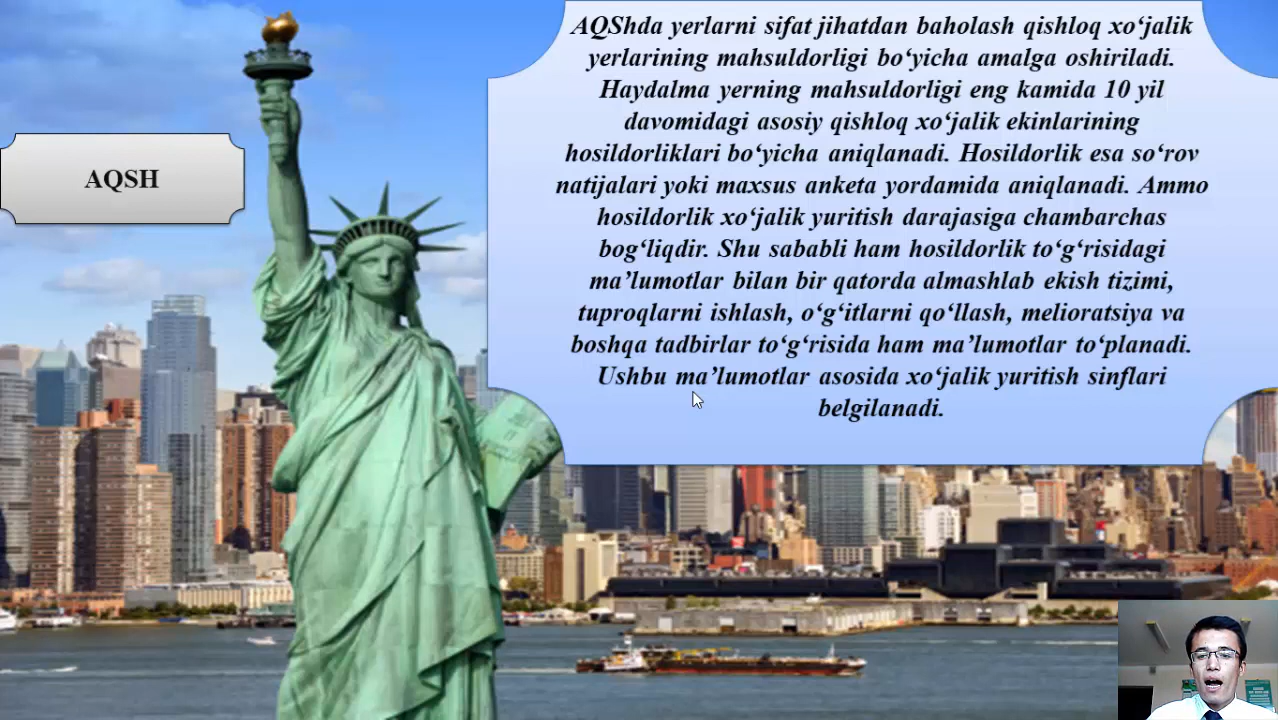 AQSH
AQShda yerlarni sifat jihatdan baholash qishloq xo‘jalik
yerlarining mahsuldorligi bo‘yicha amalga oshiriladi.
Haydalma yerning mahsuldorligi eng kamida 10 yil
davomidagi asosiy qishloq xo‘jalik ekinlarining
hosildorliklari bo‘yicha aniqlanadi. Hosildorlik esa so‘rov
natijalari yoki maxsus anketa yordamida aniqlanadi. Ammo
hosildorlik xo‘jalik yuritish darajasiga chambarchas
bog‘liqdir. Shu sababli ham hosildorlik to‘g‘risidagi
ma’lumotlar bilan bir qatorda almashlab ekish tizimi,
tuproqlarni ishlash, o‘g‘itlarni qo‘llash, melioratsiya va
boshqa tadbirlar to‘g‘risida ham ma’lumotlar to‘planadi.
Ushbu ma’lumotlar asosida xo‘jalik yuritish sinflari
belgilanadi.